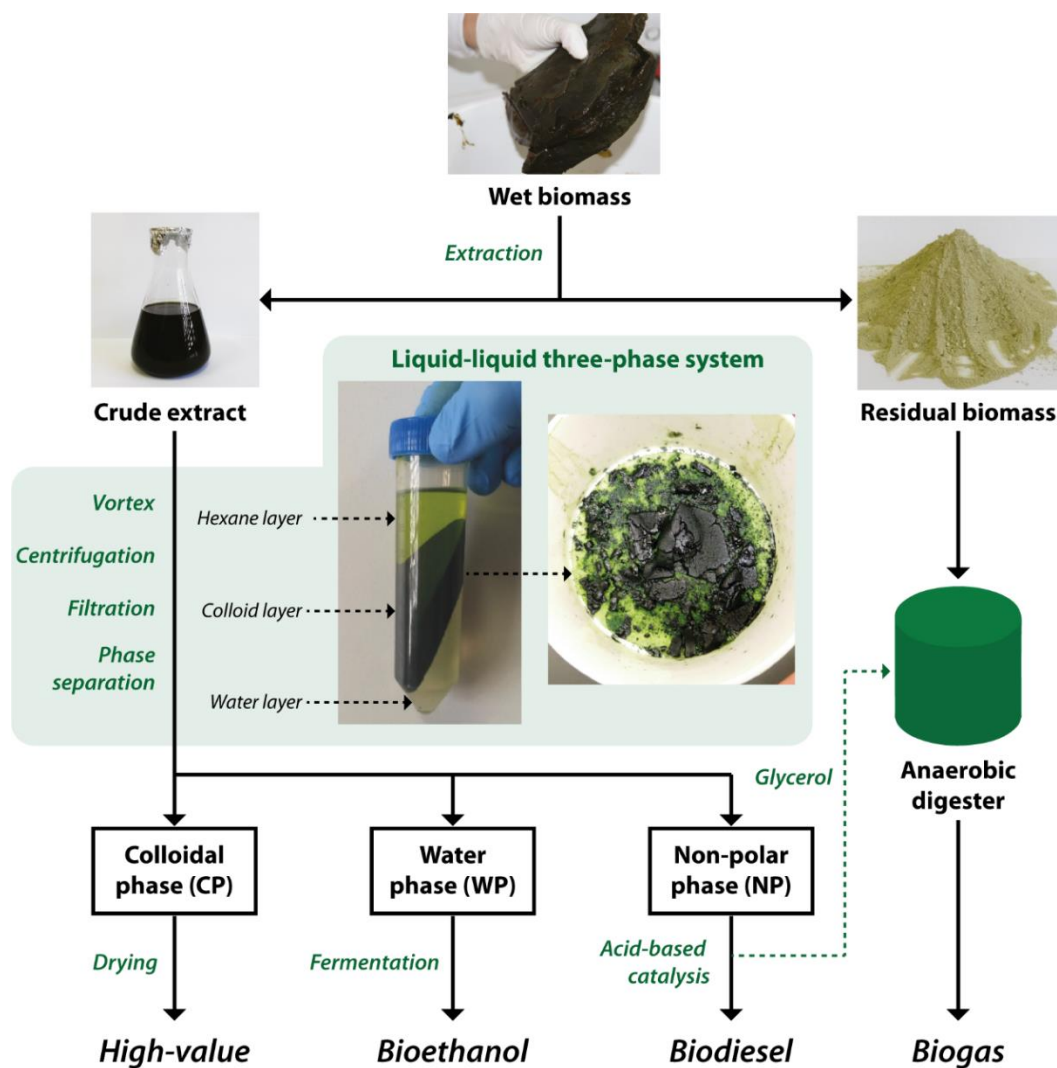 Wet biomass
Extraction
Liquid-liquid three-phase system
Crude extract
Residual biomass
Vortex
Centrifugation
Filtration
Phase
separation
Hexane layer
Colloid layer
Water layer
Glycerol
Anaerobic
digester
Colloidal
phase (CP)
Water
phase (WP)
Non-polar
phase (NP)
Drying
Fermentation
Acid-based
catalysis
High-value
Bioethanol
Biodiesel
Biogas